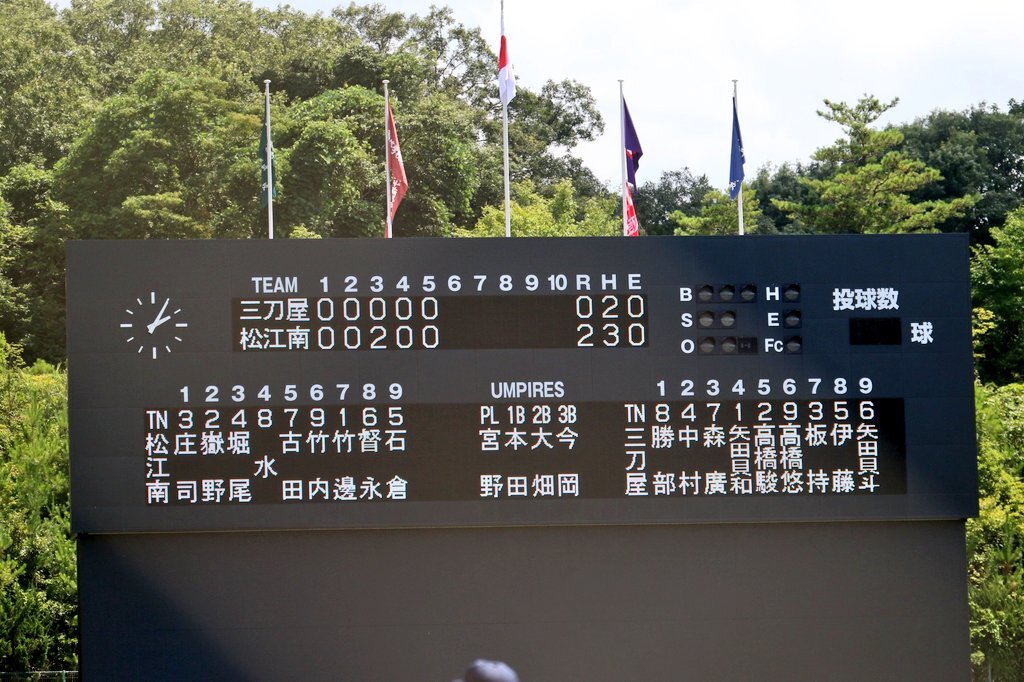 TEAM 1 2 3 4 5 6 7 8 9 10 R H E
三刀屋 0 0 0 0 0 0 2 0
松江南 0 0 2 0 0 2 3 0
B H
S E
O Fc
投球数
球
1 2 3 4 5 6 7 8 9
TN 3 2 4 8 7 9 1 6 5
松江南
庄司
嶽野
堀尾
水
古田
竹内
竹邊
督永
石倉
UMPIRES
PL 1B 2B 3B
宮野
本田
大畑
今岡
1 2 3 4 5 6 7 8 9
TN 8 4 7 1 2 9 3 5 6
三刀屋
勝部
中村
森廣
矢田貝和
高橋駿
高橋悠
板持
伊藤
矢田貝斗